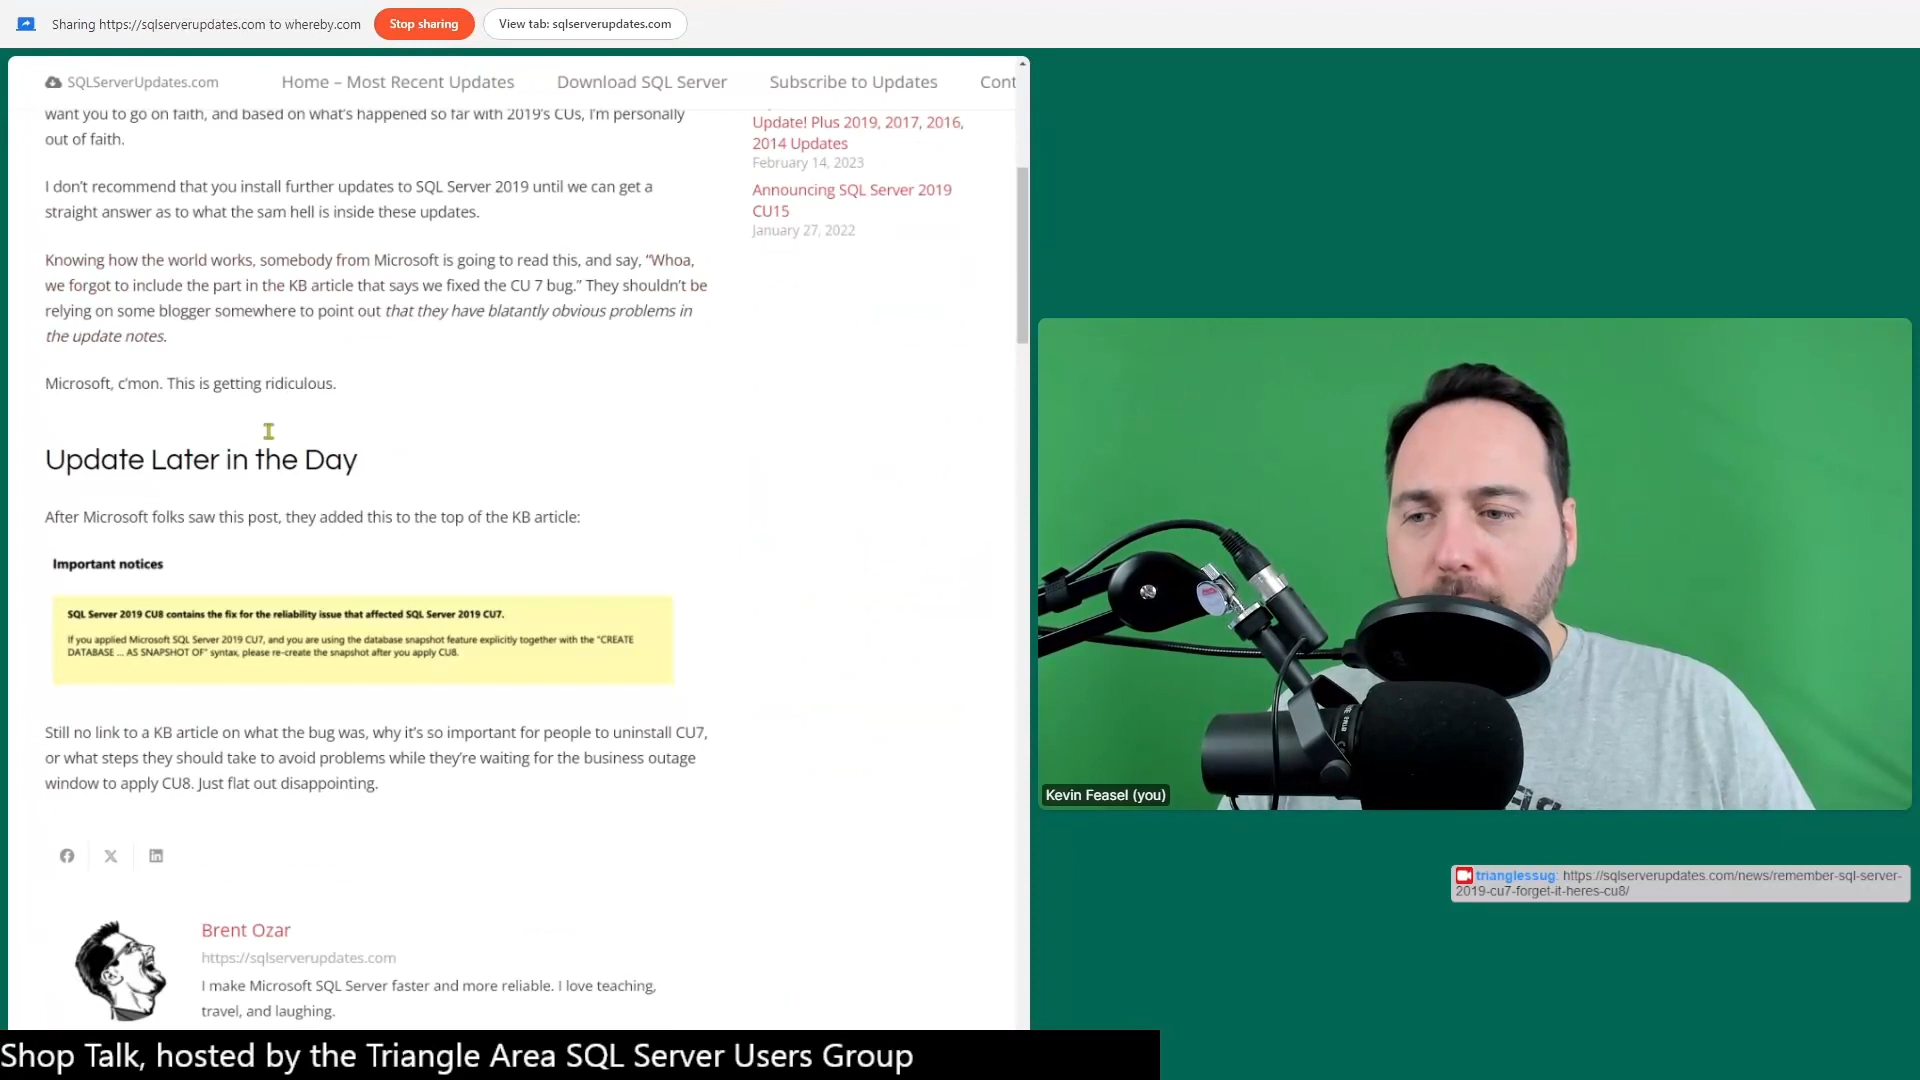 Sharing https://sqlserverupdates.com to whereby.com
Stop sharing
View tab: sqlserverupdates.com
SQLServerUpdates.com
Home – Most Recent Updates
Download SQL Server
Subscribe to Updates
Cont
want you to go on faith, and based on what's happened so far with 2019's CUs, I'm personally
out of faith.
I don't recommend that you install further updates to SQL Server 2019 until we can get a
straight answer as to what the sam hell is inside these updates.
Knowing how the world works, somebody from Microsoft is going to read this, and say, “Whoa,
we forgot to include the part in the KB article that says we fixed the CU 7 bug.” They shouldn't be
relying on some blogger somewhere to point out that they have blatantly obvious problems in
the update notes.
Microsoft, c'mon. This is getting ridiculous.
Update Later in the Day
After Microsoft folks saw this post, they added this to the top of the KB article:
Important notices
SQL Server 2019 CU8 contains the fix for the reliability issue that affected SQL Server 2019 CU7.
If you applied Microsoft SQL Server 2019 CU7, and you are using the database snapshot feature explicitly together with the "CREATE
DATABASE ... AS SNAPSHOT OF" syntax, please re-create the snapshot after you apply CU8.
Still no link to a KB article on what the bug was, why it's so important for people to uninstall CU7,
or what steps they should take to avoid problems while they're waiting for the business outage
window to apply CU8. Just flat out disappointing.
Brent Ozar
https://sqlserverupdates.com
I make Microsoft SQL Server faster and more reliable. I love teaching,
travel, and laughing.
Update! Plus 2019, 2017, 2016,
2014 Updates
February 14, 2023
Announcing SQL Server 2019
CU15
January 27, 2022
Kevin Feasel (you)
trianglessug: https://sqlserverupdates.com/news/remember-sql-server-
2019-cu7-forget-it-heres-cu8/
Shop Talk, hosted by the Triangle Area SQL Server Users Group